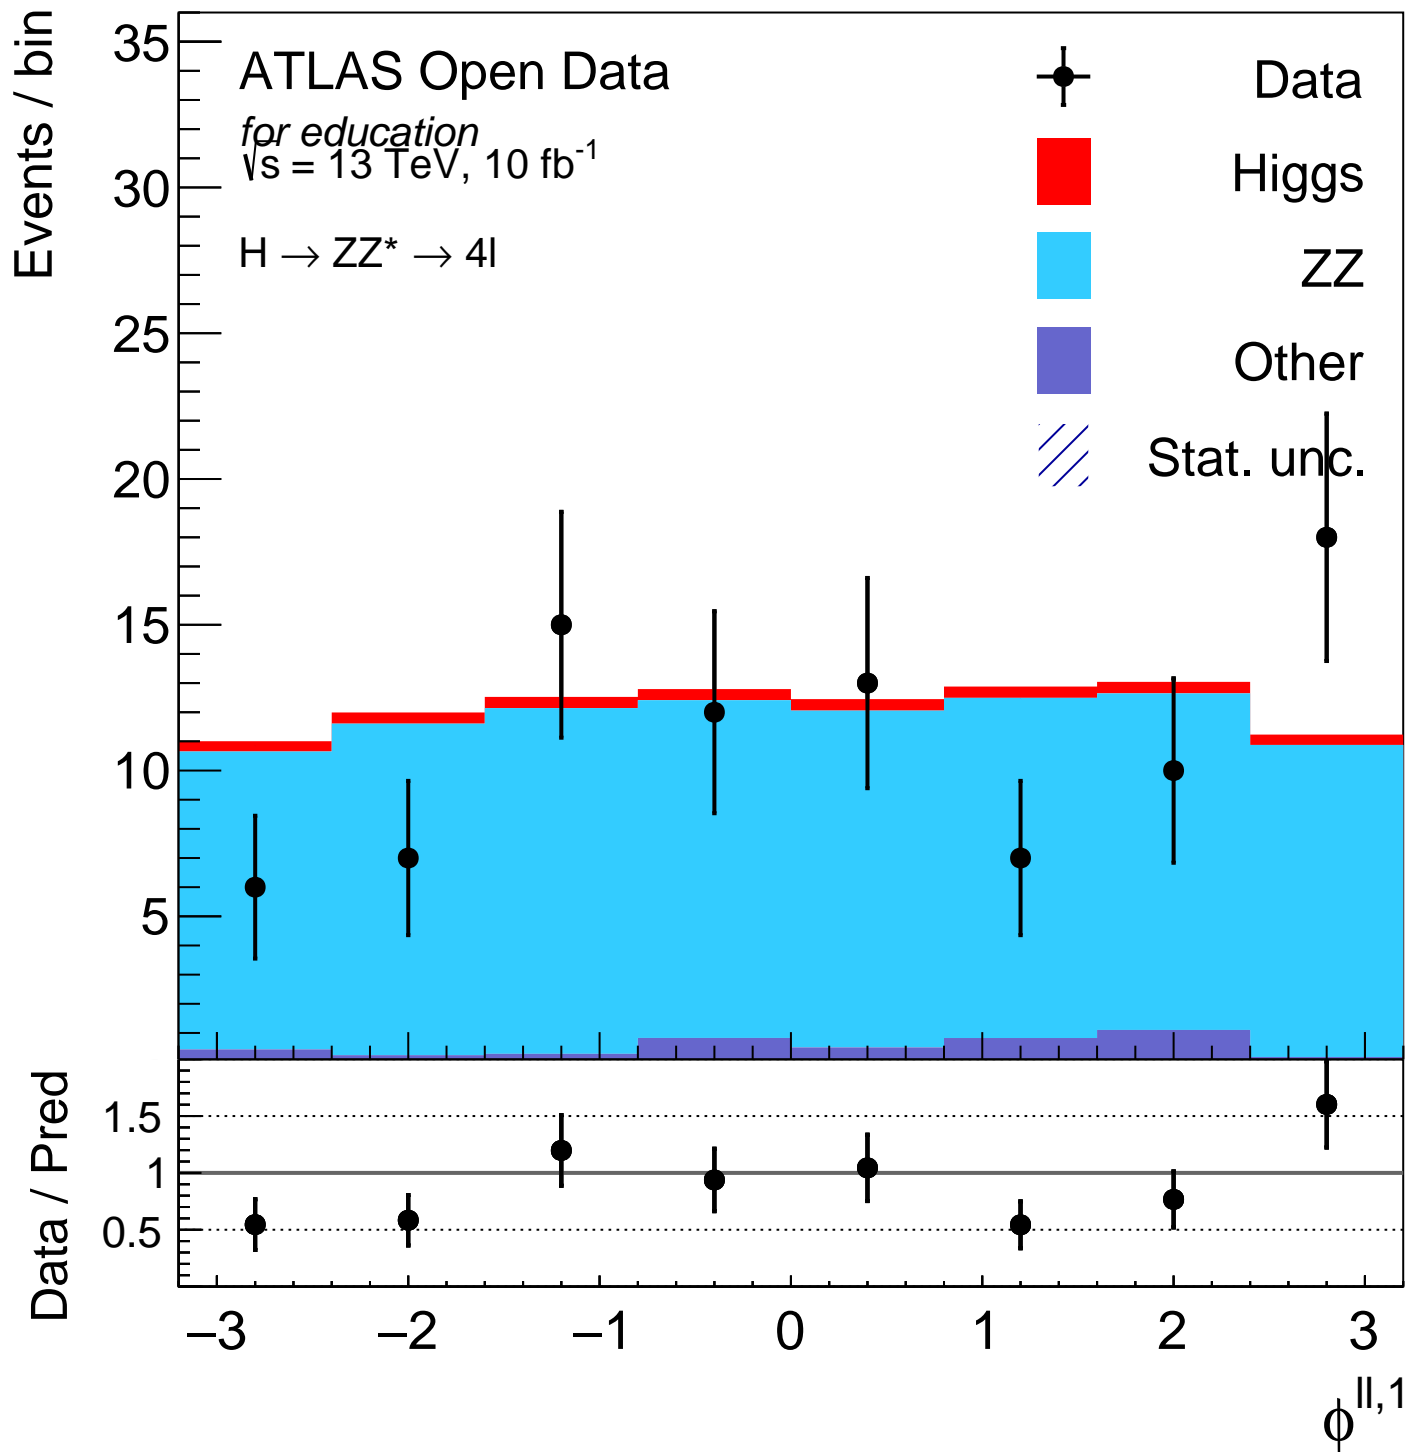 Events / bin
35
30
25
20
15
10
5
ATLAS Open Data
for education
√s = 13 TeV, 10 fb⁻¹
H → ZZ* → 4l
Data
Higgs
ZZ
Other
Stat. unc.
Data / Pred
1.5
1
0.5
−3 −2 −1 0 1 2 3
ϕ^ll,1